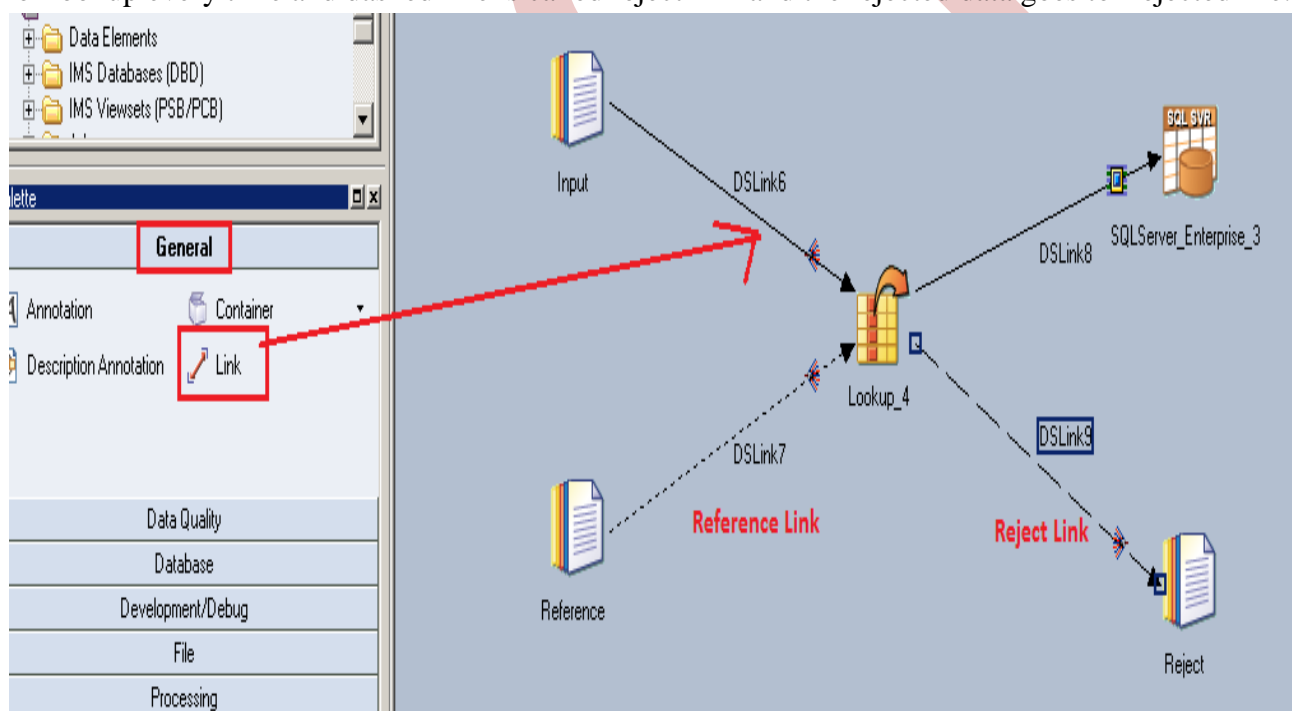 Data Elements
IMS Databases (DBD)
IMS Viewsets (PSB/PCB)
lette
General
Annotation
Container
Description Annotation
Link
Data Quality
Database
Development/Debug
File
Processing
Input
DSLink6
SQL SVR
SQLServer_Enterprise_3
DSLink8
Lookup_4
DSLink7
DSLink9
Reference Link
Reject Link
Reference
Reject